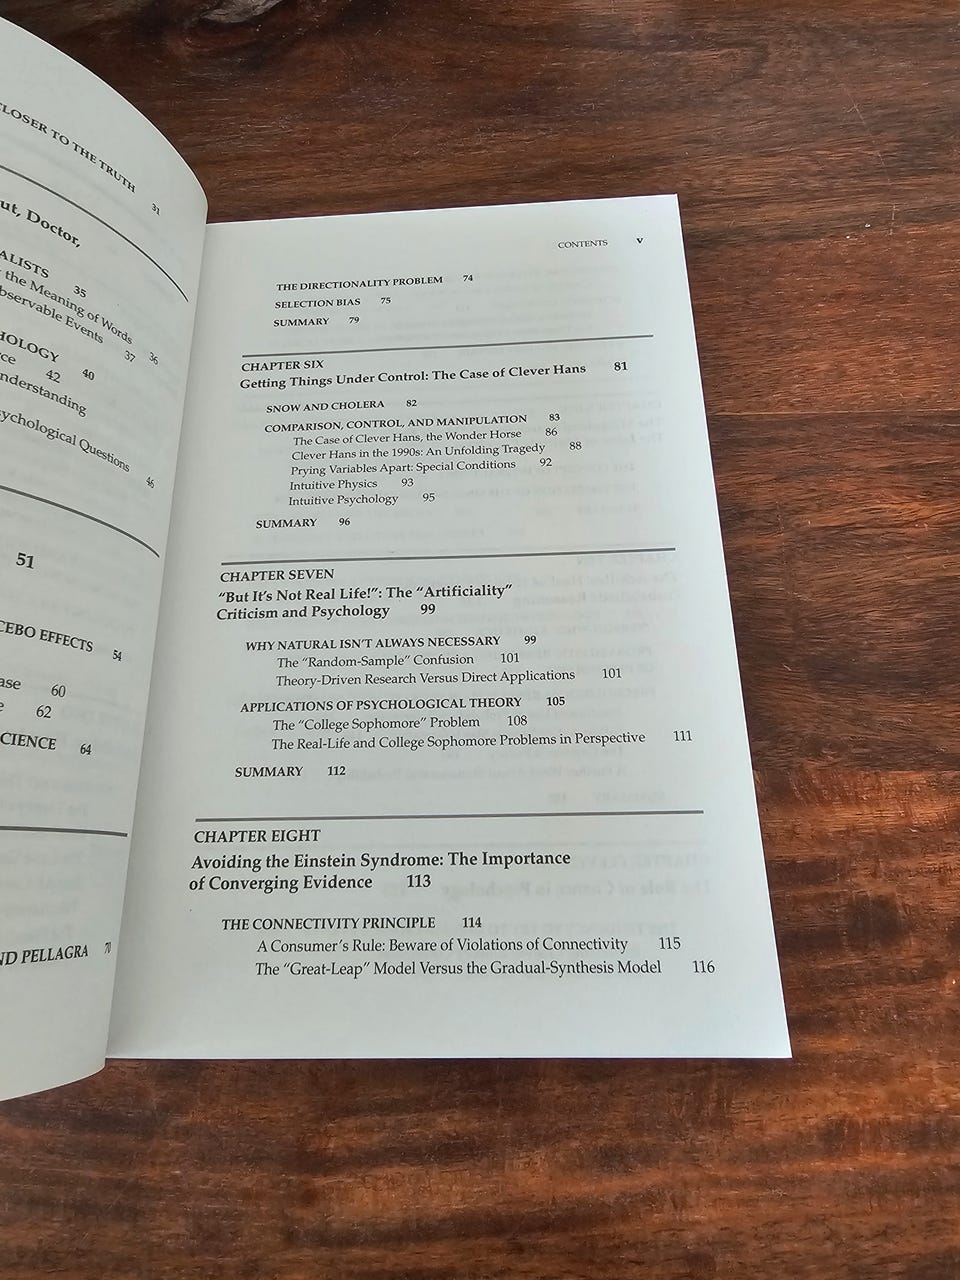 CLOSER TO THE TRUTH 31
ut, Doctor,
ALISTS 35
the Meaning of Words 36
bservable Events 37
HOLOGY 40
ce 42
nderstanding
ychological Questions 46
51
CEBO EFFECTS 54
ase 60
e 62
CIENCE 64
ND PELLAGRA 70
CONTENTS v
THE DIRECTIONALITY PROBLEM 74
SELECTION BIAS 75
SUMMARY 79
CHAPTER SIX
Getting Things Under Control: The Case of Clever Hans 81
SNOW AND CHOLERA 82
COMPARISON, CONTROL, AND MANIPULATION 83
The Case of Clever Hans, the Wonder Horse 86
Clever Hans in the 1990s: An Unfolding Tragedy 88
Prying Variables Apart: Special Conditions 92
Intuitive Physics 93
Intuitive Psychology 95
SUMMARY 96
CHAPTER SEVEN
“But It’s Not Real Life!”: The “Artificiality”
Criticism and Psychology 99
WHY NATURAL ISN’T ALWAYS NECESSARY 99
The “Random-Sample” Confusion 101
Theory-Driven Research Versus Direct Applications 101
APPLICATIONS OF PSYCHOLOGICAL THEORY 105
The “College Sophomore” Problem 108
The Real-Life and College Sophomore Problems in Perspective 111
SUMMARY 112
CHAPTER EIGHT
Avoiding the Einstein Syndrome: The Importance
of Converging Evidence 113
THE CONNECTIVITY PRINCIPLE 114
A Consumer’s Rule: Beware of Violations of Connectivity 115
The “Great-Leap” Model Versus the Gradual-Synthesis Model 116